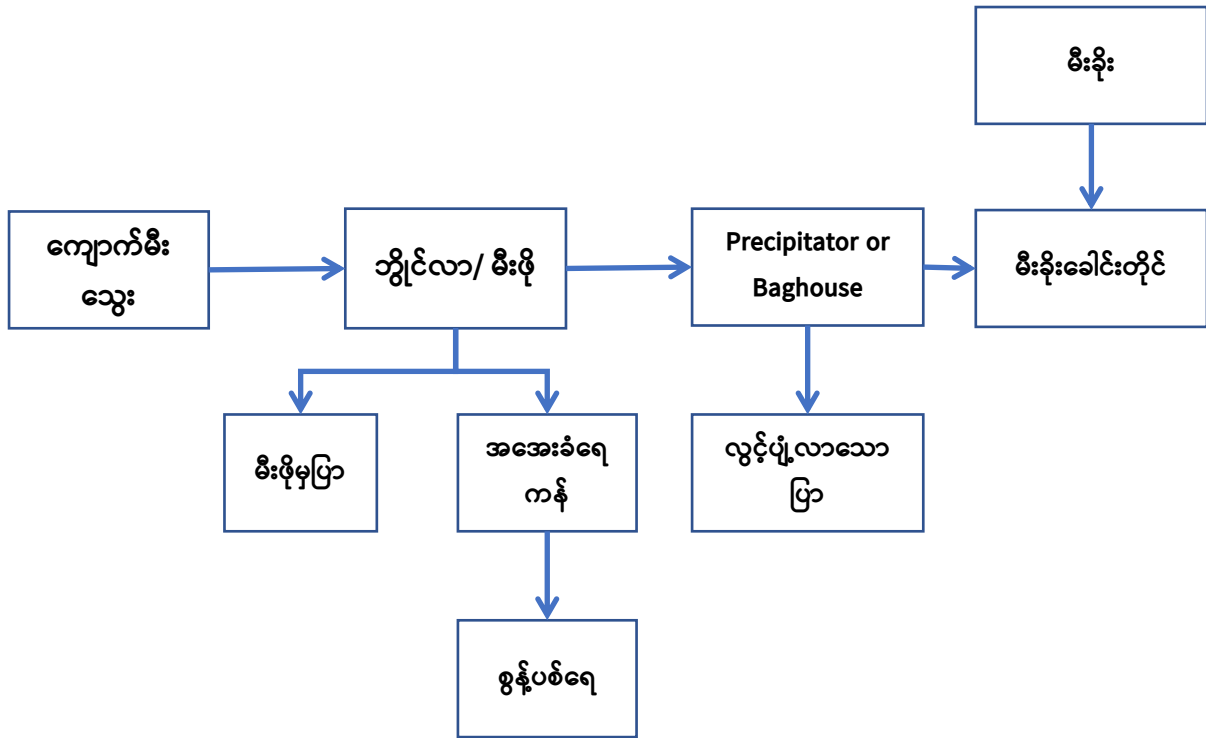 မီးခိုး
ကျောက်မီး
သွေး
ဘွိုင်လာ/ မီးဖို
Precipitator or
Baghouse
မီးခိုးခေါင်းတိုင်
မီးဖိုမှပြာ
အအေးခံရေ
ကန်
လွင့်ပျံ့လာသော
ပြာ
စွန့်ပစ်ရေ